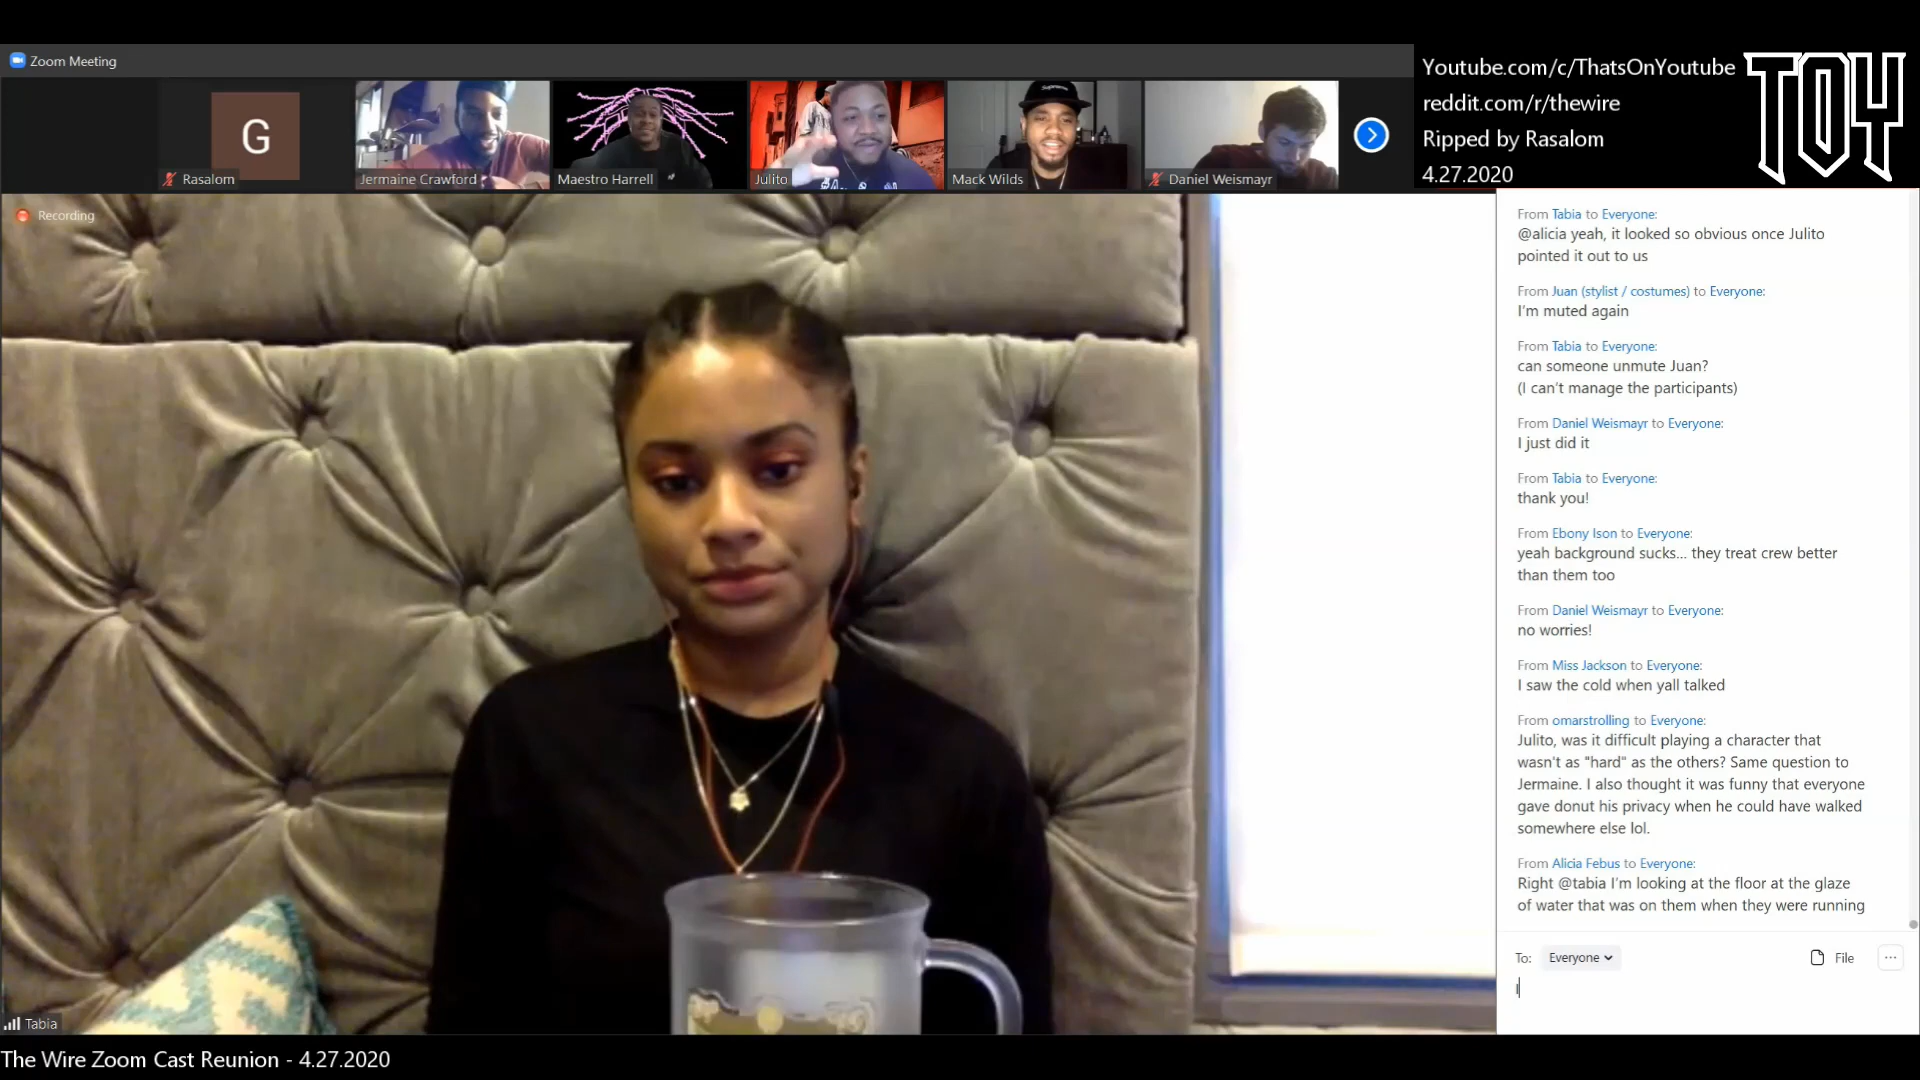 Zoom Meeting
Youtube.com/c/ThatsOnYoutube
reddit.com/r/thewire
Ripped by Rasalom
4.27.2020
TOY
G
Rasalom
Jermaine Crawford
Maestro Harrell
Julito
Mack Wilds
Daniel Weismayr
Recording
From Tabia to Everyone:
@alicia yeah, it looked so obvious once Julito
pointed it out to us
From Juan (stylist / costumes) to Everyone:
I'm muted again
From Tabia to Everyone:
can someone unmute Juan?
(I can't manage the participants)
From Daniel Weismayr to Everyone:
I just did it
From Tabia to Everyone:
thank you!
From Ebony Ison to Everyone:
yeah background sucks... they treat crew better
than them too
From Daniel Weismayr to Everyone:
no worries!
From Miss Jackson to Everyone:
I saw the cold when yall talked
From omarstrolling to Everyone:
Julito, was it difficult playing a character that
wasn't as "hard" as the others? Same question to
Jermaine. I also thought it was funny that everyone
gave donut his privacy when he could have walked
somewhere else lol.
From Alicia Febus to Everyone:
Right @tabia I'm looking at the floor at the glaze
of water that was on them when they were running
To: Everyone
File
Tabia
The Wire Zoom Cast Reunion - 4.27.2020